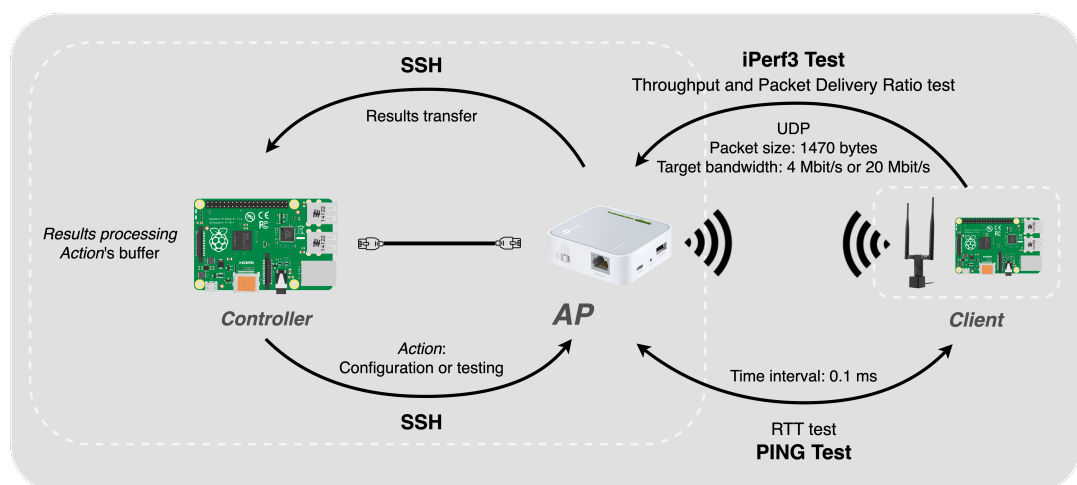 SSH
Results transfer
iPerf3 Test
Throughput and Packet Delivery Ratio test
UDP
Packet size: 1470 bytes
Target bandwidth: 4 Mbit/s or 20 Mbit/s
Results processing
Action's buffer
HDMI
Controller
AP
Client
Action:
Configuration or testing
SSH
Time interval: 0.1 ms
RTT test
PING Test